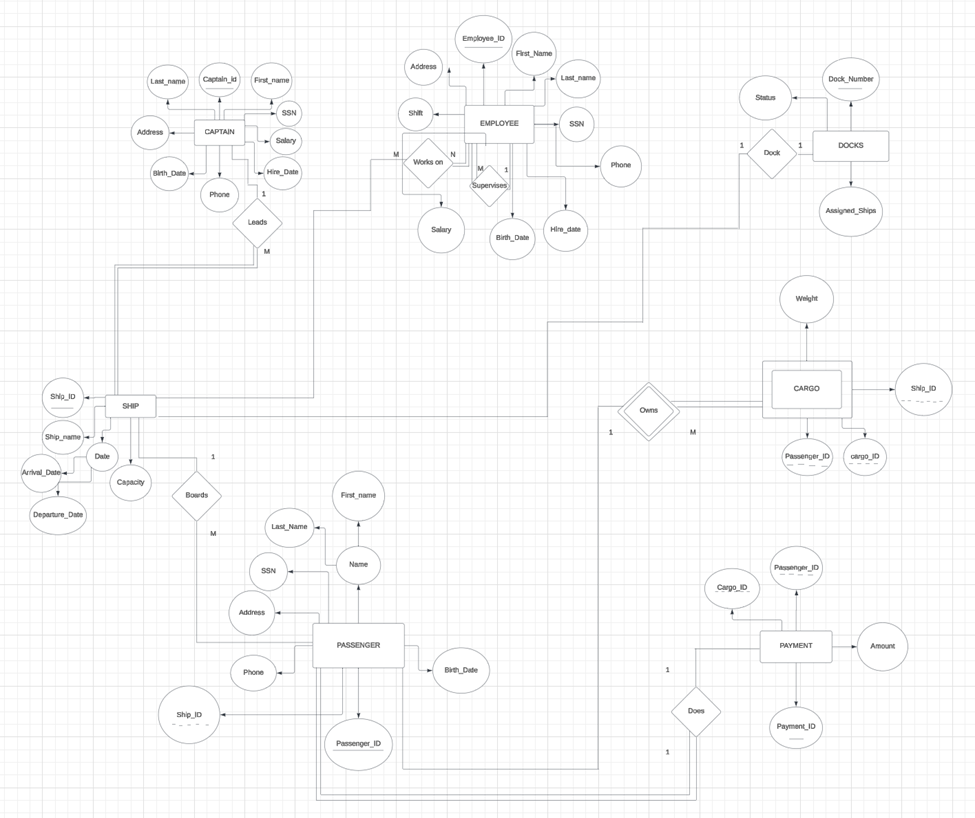 Employee_ID
First_Name
Address
Last_name
Captain_id
First_name
Last_name
Dock_Number
Status
SSN
Shift
EMPLOYEE
SSN
Address
CAPTAIN
Salary
1
Dock
1
DOCKS
M
Works on
N
M
1
Phone
Birth_Date
Hire_Date
Supervises
Phone
1
Assigned_Ships
Leads
Salary
Birth_Date
Hire_date
M
Weight
Ship_ID
SHIP
CARGO
Ship_ID
Owns
1
M
Ship_name
Date
1
Passenger_ID
cargo_ID
Arrival_Date
Capacity
Boards
First_name
Departure_Date
Last_Name
M
Name
SSN
Passenger_ID
Cargo_ID
Address
PASSENGER
PAYMENT
Amount
Phone
Birth_Date
1
Ship_ID
Does
Payment_ID
Passenger_ID
1